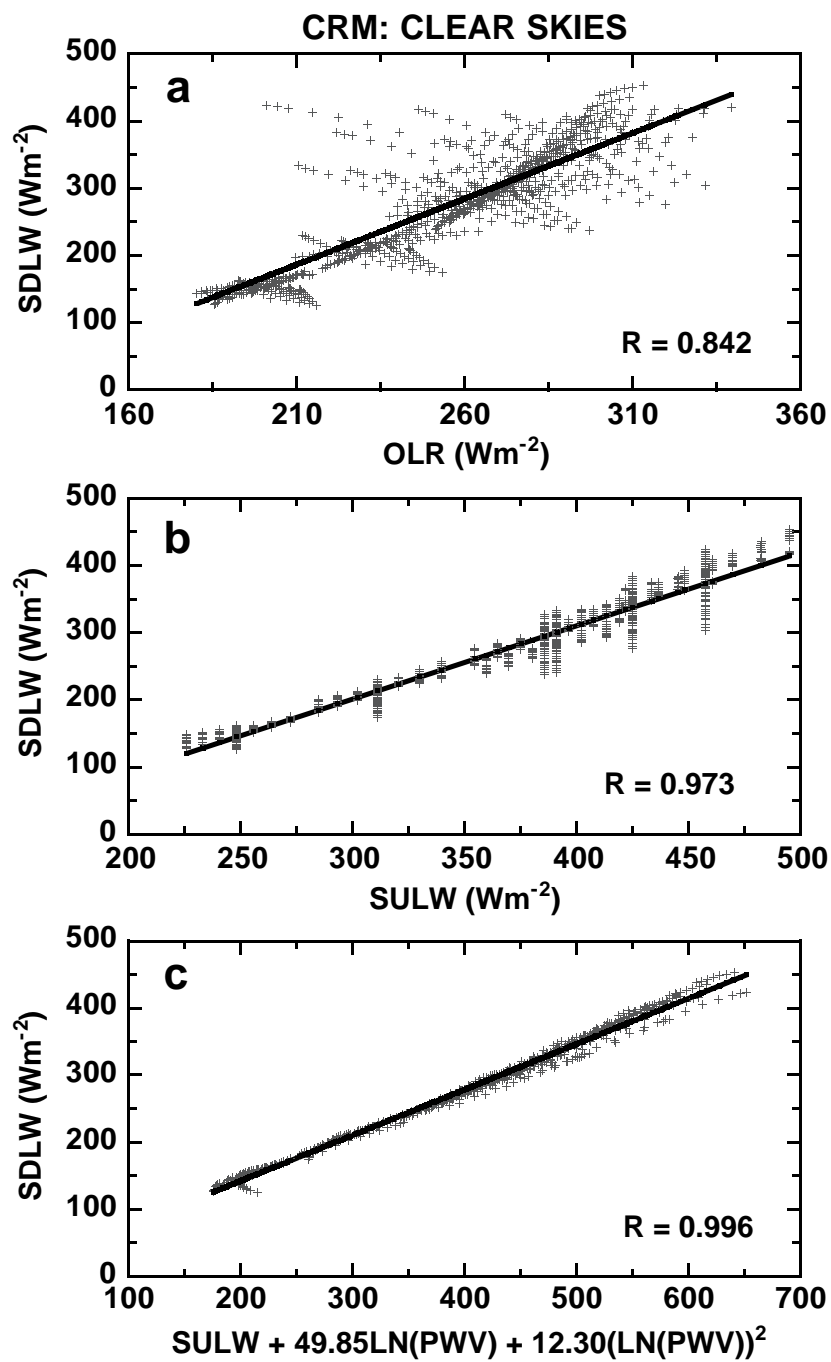 CRM: CLEAR SKIES
a
500
400
300
200
100
0
SDLW (Wm-2)
R = 0.842
160 210 260 310 360
OLR (Wm-2)
b
500
400
300
200
100
0
SDLW (Wm-2)
R = 0.973
200 250 300 350 400 450 500
SULW (Wm-2)
c
500
400
300
200
100
0
SDLW (Wm-2)
R = 0.996
100 200 300 400 500 600 700
SULW + 49.85LN(PWV) + 12.30(LN(PWV))2